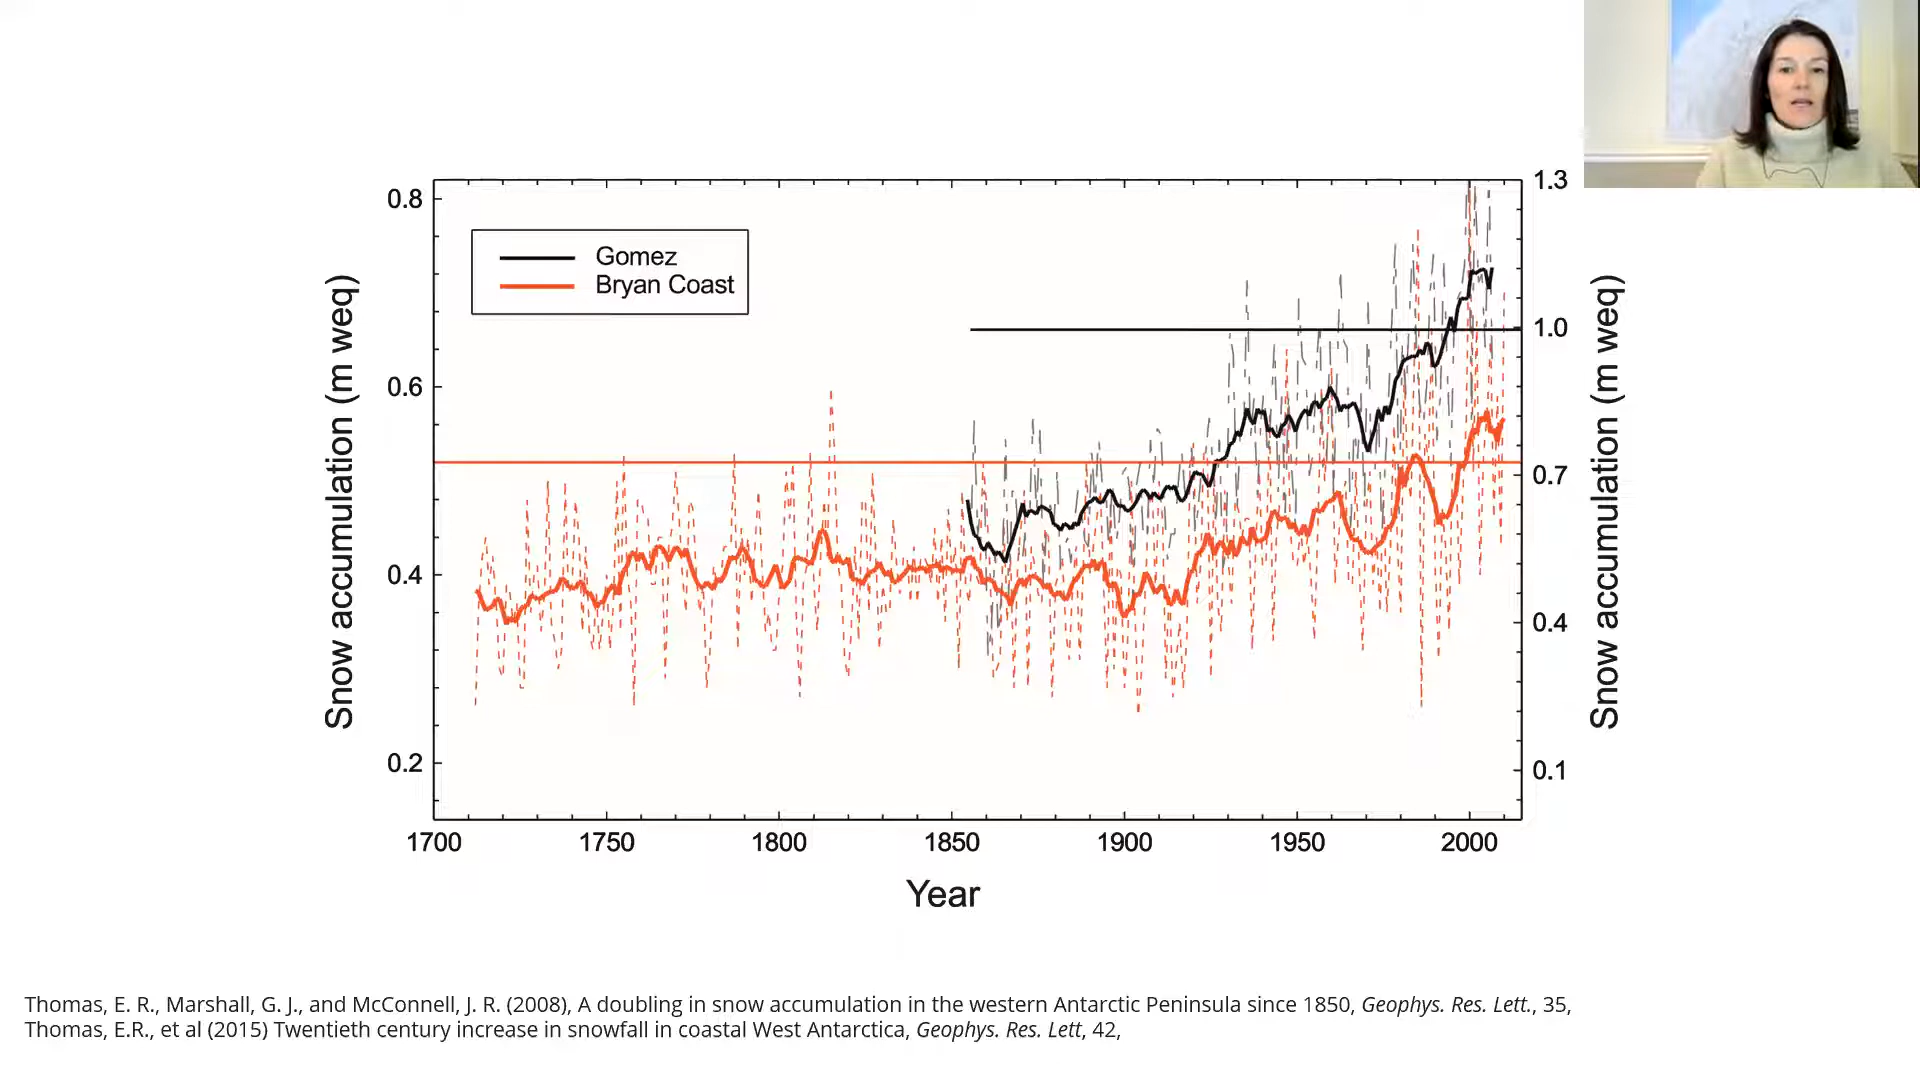 1.3
0.8
Gomez
Bryan Coast
1.0
0.6
0.7
0.4
0.4
0.2
0.1
Snow accumulation (m weq)
Snow accumulation (m weq)
1700 1750 1800 1850 1900 1950 2000
Year
Thomas, E. R., Marshall, G. J., and McConnell, J. R. (2008), A doubling in snow accumulation in the western Antarctic Peninsula since 1850, Geophys. Res. Lett., 35,
Thomas, E.R., et al (2015) Twentieth century increase in snowfall in coastal West Antarctica, Geophys. Res. Lett, 42,